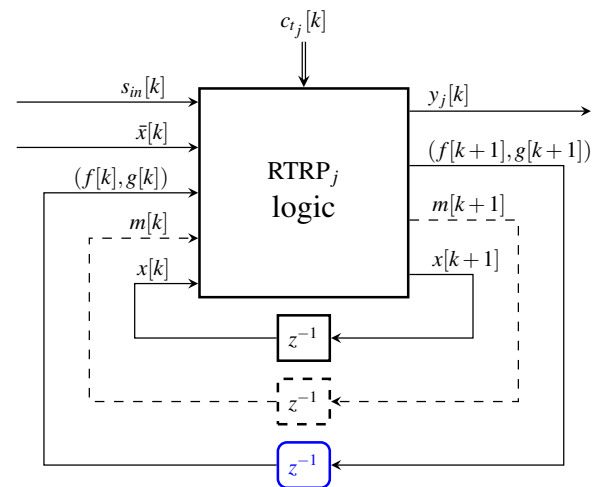 c_{t_j}[k]
s_{in}[k]
y_j[k]
x̄[k]
(f[k], g[k])
(f[k+1], g[k+1])
RTRP_j
logic
m[k]
m[k+1]
x[k]
x[k+1]
z^{-1}
z^{-1}
z^{-1}